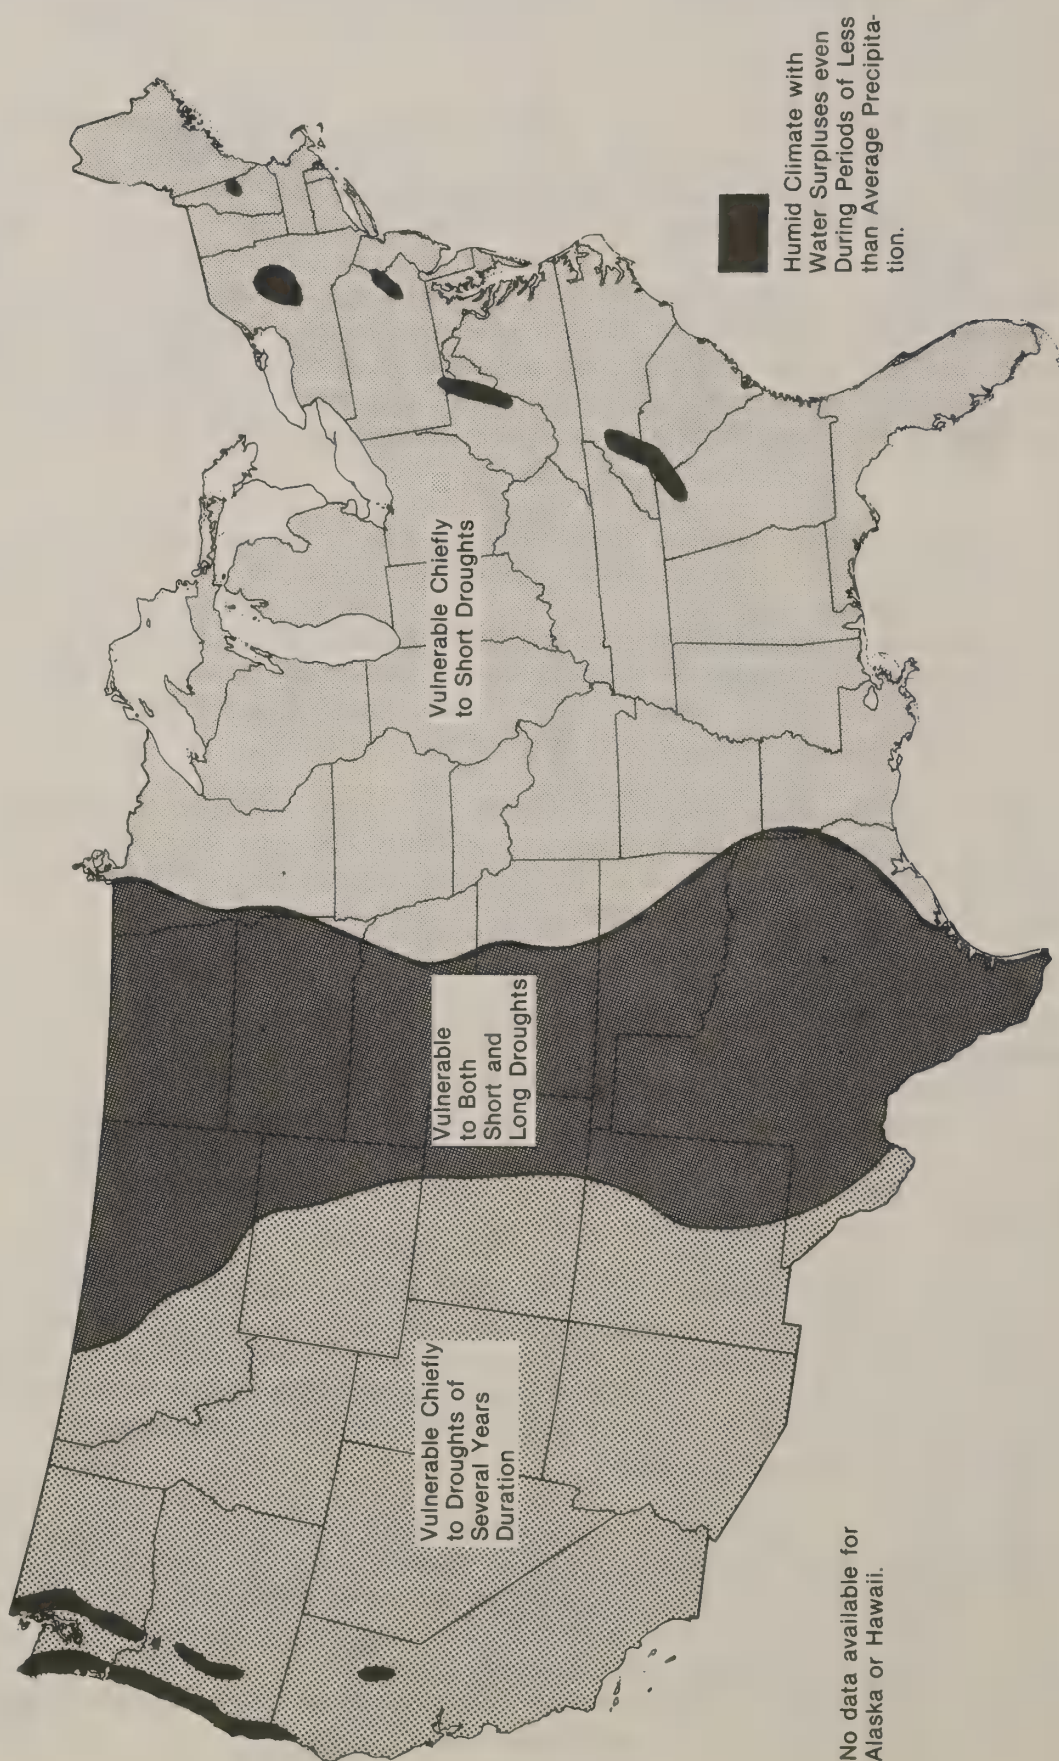 Vulnerable Chiefly
to Droughts of
Several Years
Duration
Vulnerable
to Both
Short and
Long Droughts
Vulnerable Chiefly
to Short Droughts
Humid Climate with
Water Surpluses even
During Periods of Less
than Average Precipita-
tion.
No data available for
Alaska or Hawaii.